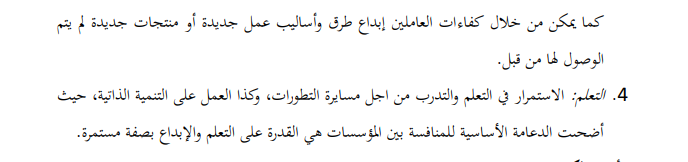 كما يمكن من خلال كفاءات العاملين إبداع طرق وأساليب عمل جديدة أو منتجات جديدة لم يتم
الوصول لها من قبل.
4. التعلم: الاستمرار في التعلم والتدرب من اجل مسايرة التطورات، وكذا العمل على التنمية الذاتية، حيث
أضحت الدعامة الأساسية للمنافسة بين المؤسسات هي القدرة على التعلم والإبداع بصفة مستمرة.